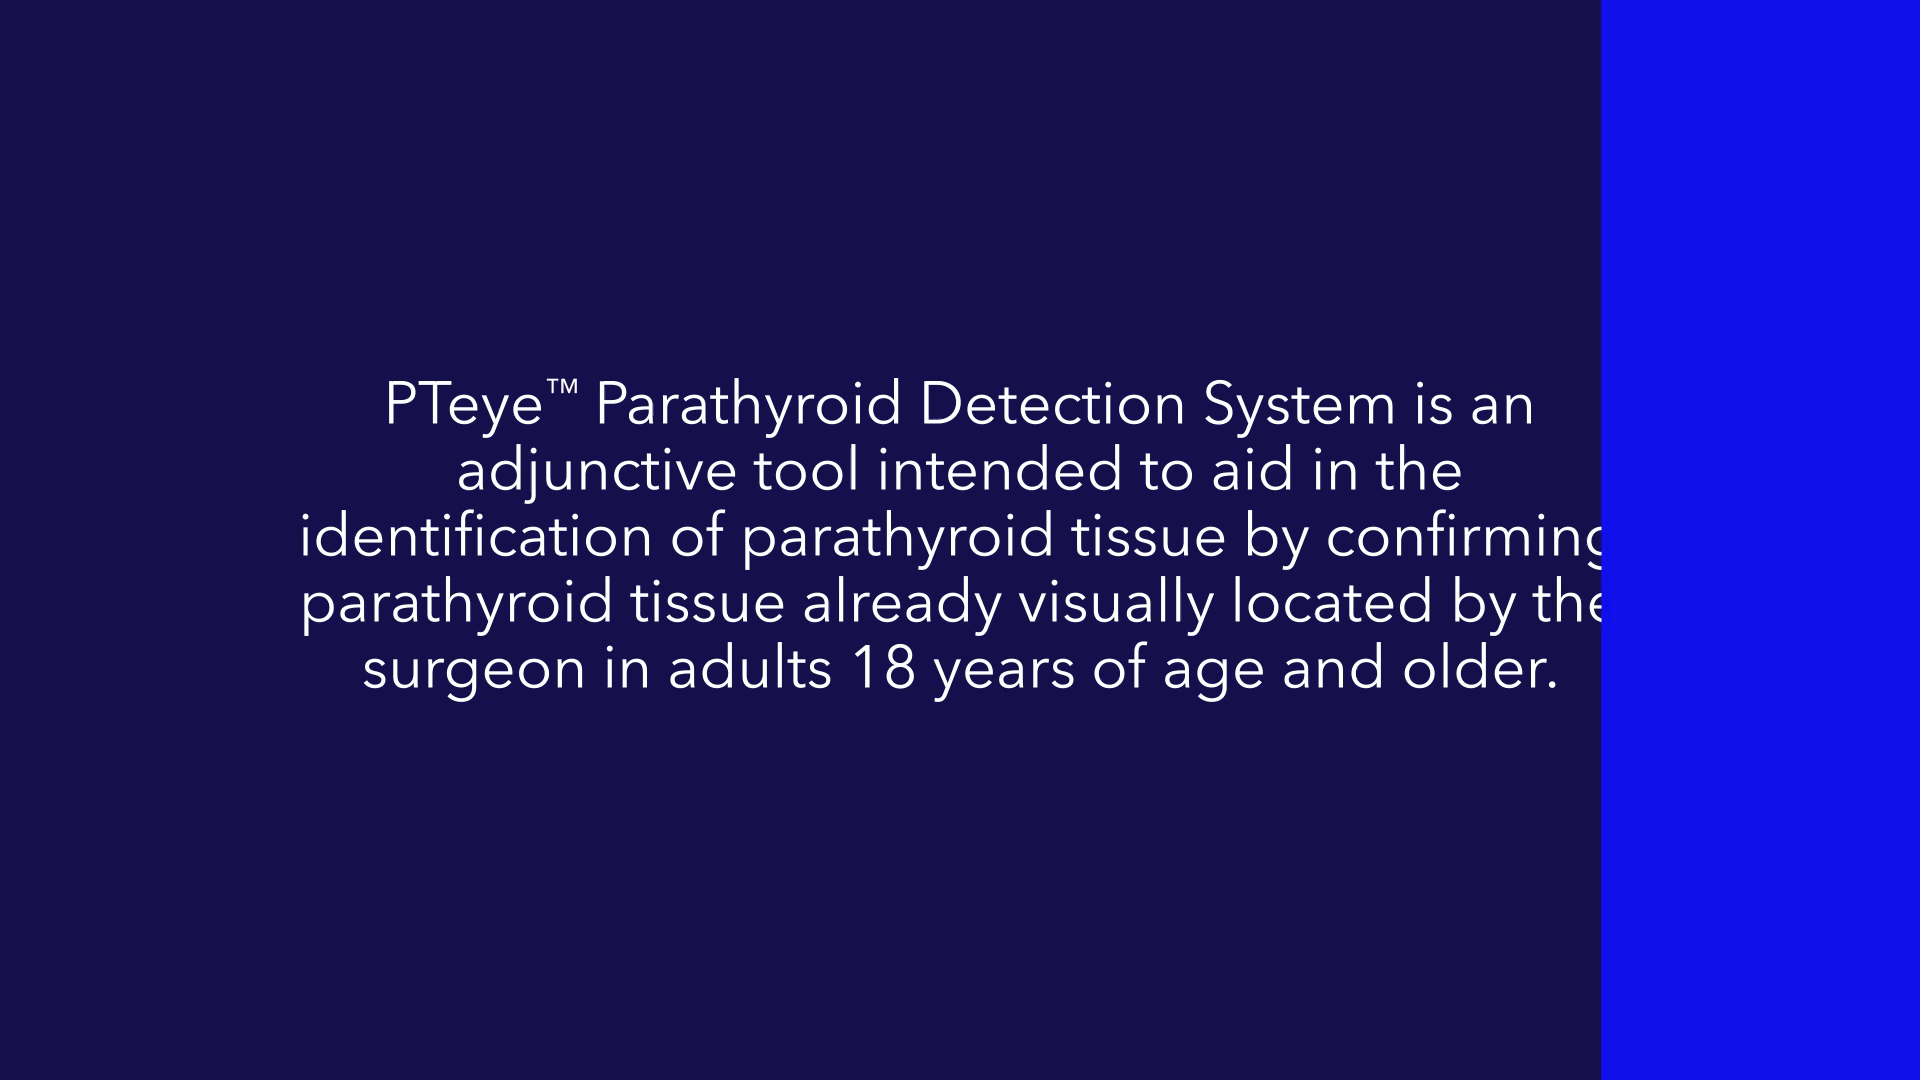 PTeye™ Parathyroid Detection System is an
adjunctive tool intended to aid in the
identification of parathyroid tissue by confirming
parathyroid tissue already visually located by the
surgeon in adults 18 years of age and older.